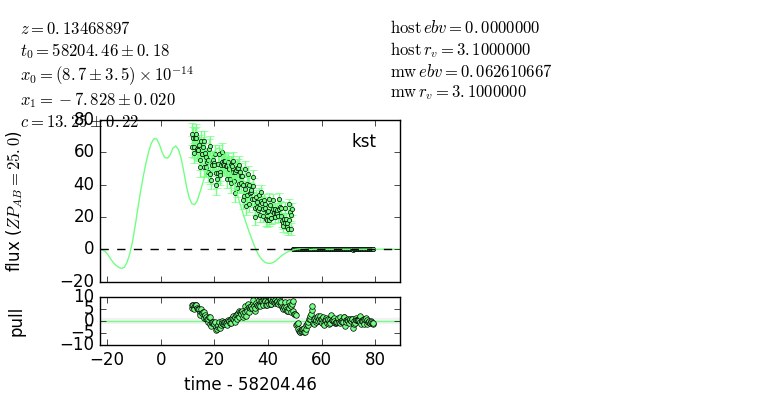 z = 0.13468897
t0 = 58204.46 ± 0.18
x0 = (8.7 ± 3.5) × 10^−14
x1 = −7.828 ± 0.020
host ebv = 0.0000000
host r_v = 3.1000000
mw ebv = 0.062610667
mw r_v = 3.1000000
kst
flux (ZP_AB = 25.0)
80
60
40
20
0
−20
pull
10
5
0
−5
−10
−20 0 20 40 60 80
time - 58204.46